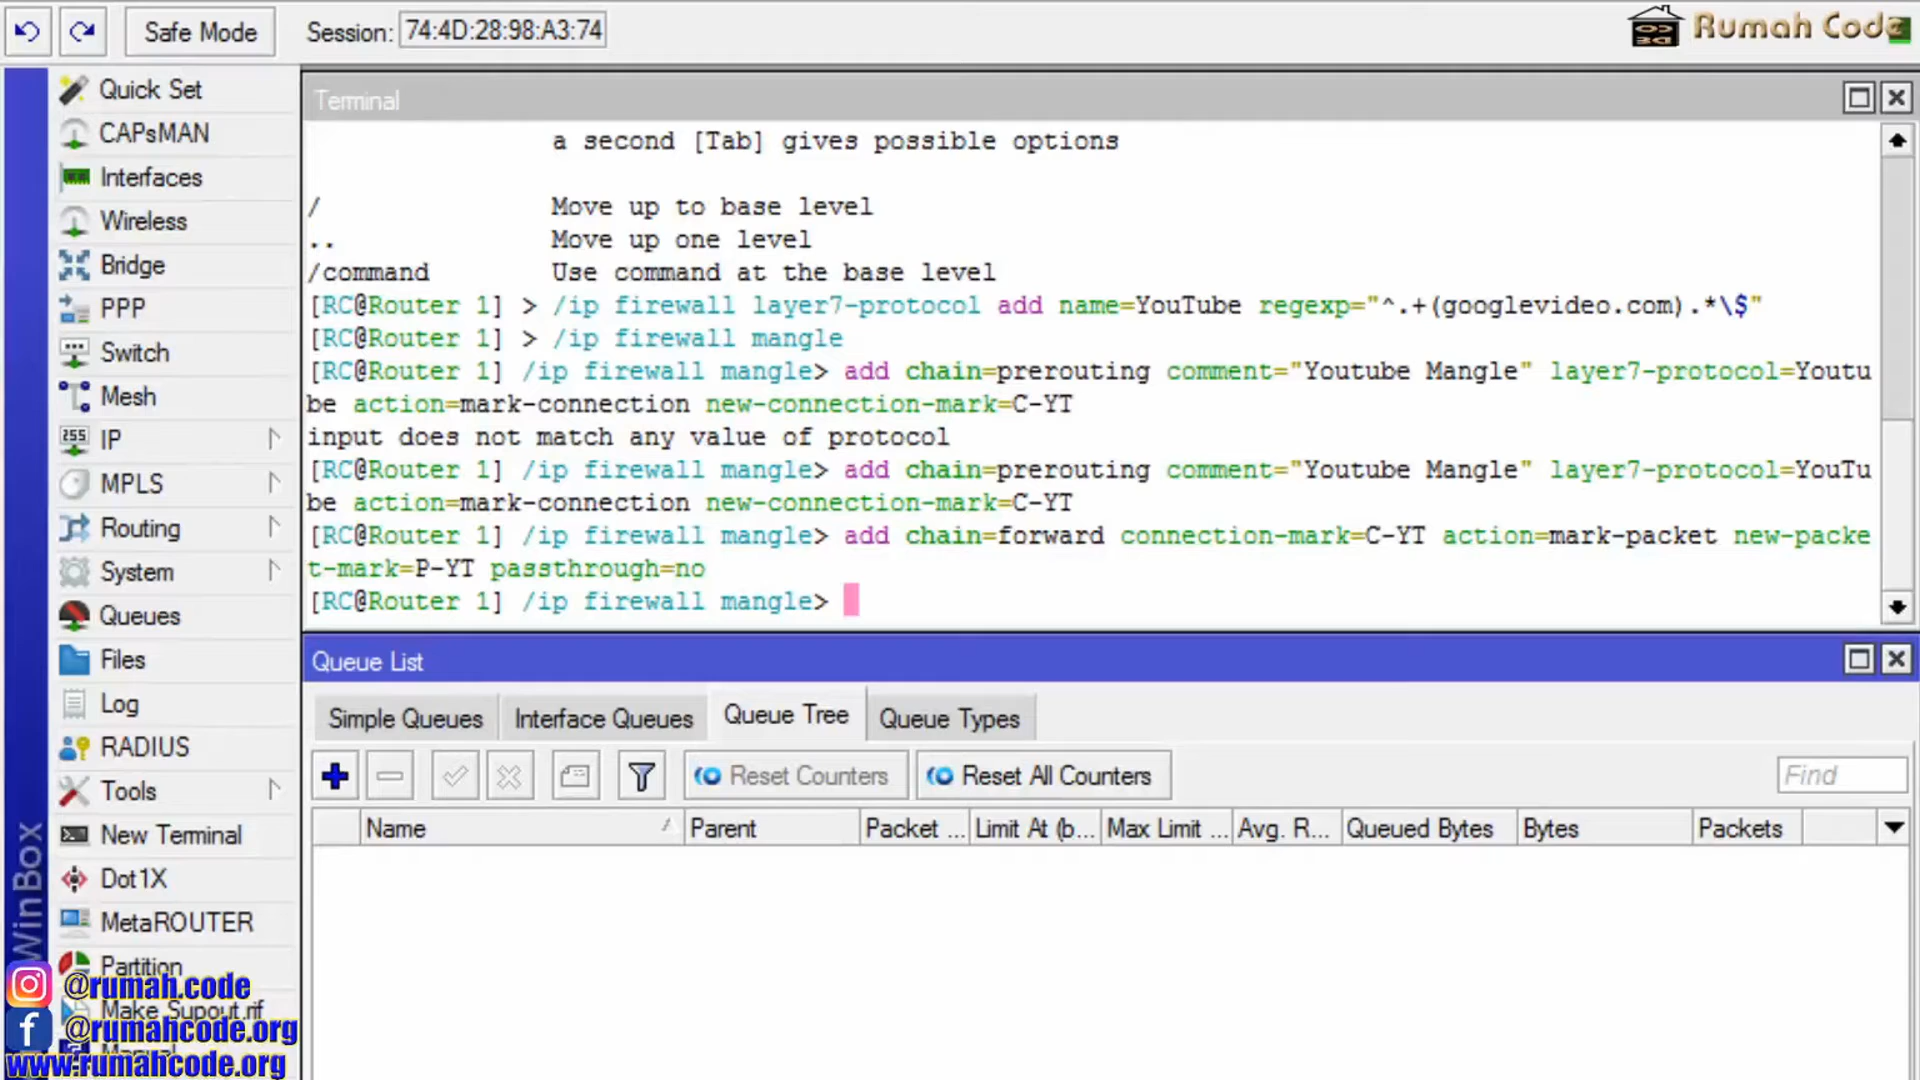 Safe Mode
Session: 74:4D:28:98:A3:74
Rumah Code
Quick Set
CAPsMAN
Interfaces
Wireless
Bridge
PPP
Switch
Mesh
IP
MPLS
Routing
System
Queues
Files
Log
RADIUS
Tools
New Terminal
Dot1X
MetaROUTER
Partition
Make Supout.rif
WinBox
@rumah.code
@rumahcode.org
www.rumahcode.org
Terminal
a second [Tab] gives possible options
/ Move up to base level
.. Move up one level
/command Use command at the base level
[RC@Router 1] > /ip firewall layer7-protocol add name=YouTube regexp="^.+(googlevideo.com).*\$"
[RC@Router 1] > /ip firewall mangle
[RC@Router 1] /ip firewall mangle> add chain=prerouting comment="Youtube Mangle" layer7-protocol=Youtu
be action=mark-connection new-connection-mark=C-YT
input does not match any value of protocol
[RC@Router 1] /ip firewall mangle> add chain=prerouting comment="Youtube Mangle" layer7-protocol=YouTu
be action=mark-connection new-connection-mark=C-YT
[RC@Router 1] /ip firewall mangle> add chain=forward connection-mark=C-YT action=mark-packet new-packe
t-mark=P-YT passthrough=no
[RC@Router 1] /ip firewall mangle>
Queue List
Simple Queues Interface Queues Queue Tree Queue Types
Reset Counters Reset All Counters Find
Name Parent Packet ... Limit At (b... Max Limit ... Avg. R... Queued Bytes Bytes Packets